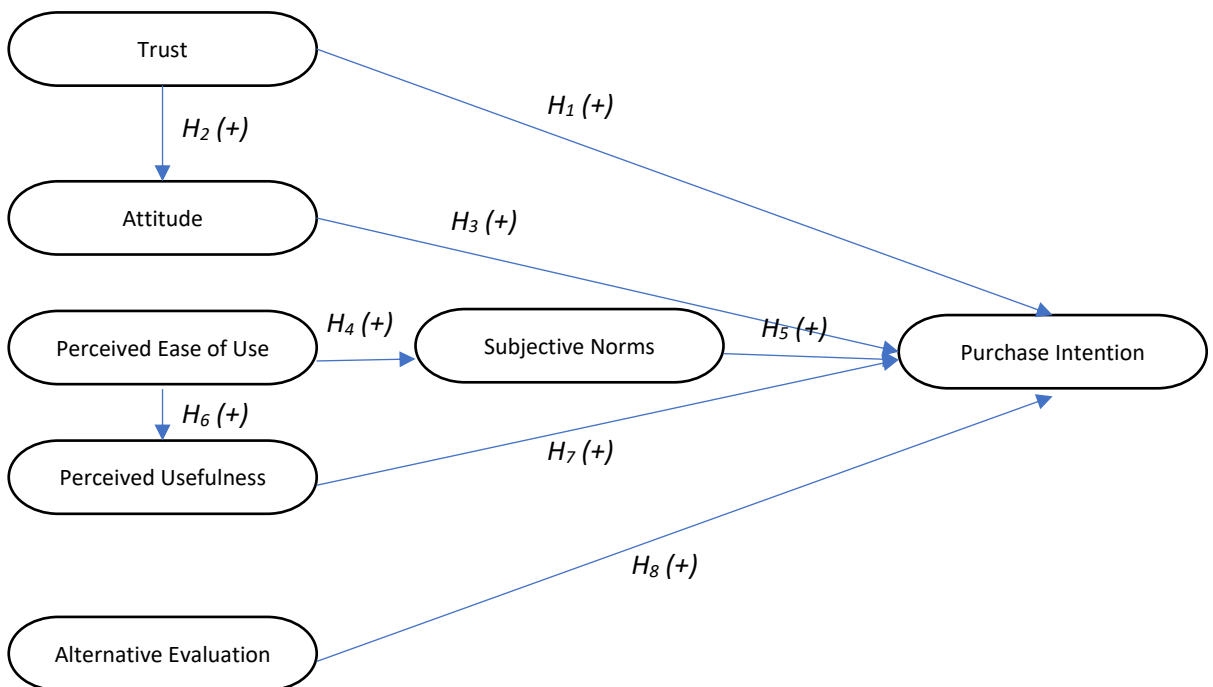 Trust
H₁ (+)
H₂ (+)
Attitude
H₃ (+)
H₄ (+)
H₅ (+)
Perceived Ease of Use
Subjective Norms
Purchase Intention
H₆ (+)
H₇ (+)
Perceived Usefulness
H₈ (+)
Alternative Evaluation